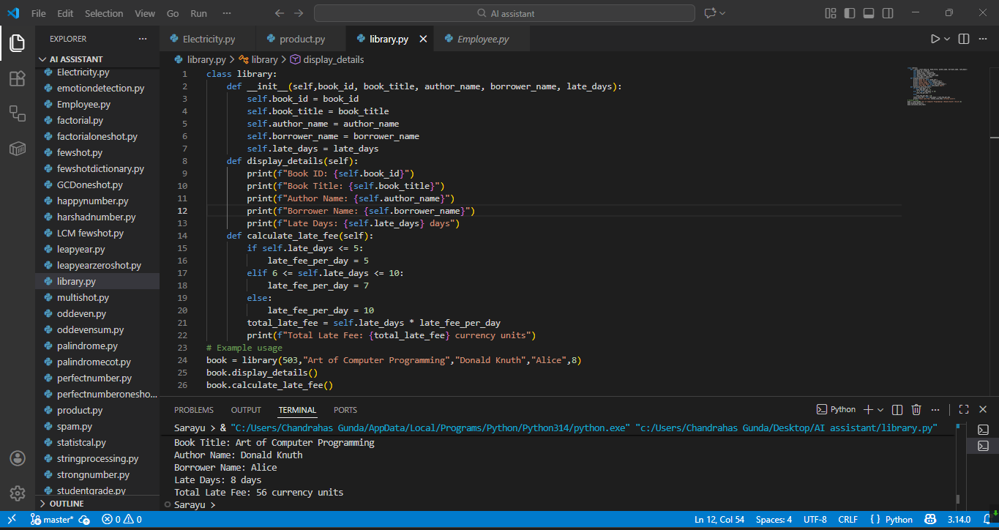 File Edit Selection View Go Run ··· AI assistant
EXPLORER ···
AI ASSISTANT
Electricity.py
emotiondetection.py
Employee.py
factorial.py
factorialoneshot.py
fewshot.py
fewshotdictionary.py
GCDoneshot.py
happynumber.py
harshadnumber.py
LCM fewshot.py
leapyear.py
leapyearzeroshot.py
library.py
multishot.py
oddeven.py
oddevensum.py
palindrome.py
palindromecot.py
perfectnumber.py
perfectnumberonesho...
product.py
spam.py
statistcal.py
stringprocessing.py
strongnumber.py
studentgrade.py
OUTLINE
Electricity.py product.py library.py Employee.py
library.py > library > display_details
1 class library:
2 def __init__(self,book_id, book_title, author_name, borrower_name, late_days):
3 self.book_id = book_id
4 self.book_title = book_title
5 self.author_name = author_name
6 self.borrower_name = borrower_name
7 self.late_days = late_days
8 def display_details(self):
9 print(f"Book ID: {self.book_id}")
10 print(f"Book Title: {self.book_title}")
11 print(f"Author Name: {self.author_name}")
12 print(f"Borrower Name: {self.borrower_name}")
13 print(f"Late Days: {self.late_days} days")
14 def calculate_late_fee(self):
15 if self.late_days <= 5:
16 late_fee_per_day = 5
17 elif 6 <= self.late_days <= 10:
18 late_fee_per_day = 7
19 else:
20 late_fee_per_day = 10
21 total_late_fee = self.late_days * late_fee_per_day
22 print(f"Total Late Fee: {total_late_fee} currency units")
23 # Example usage
24 book = library(503,"Art of Computer Programming","Donald Knuth","Alice",8)
25 book.display_details()
26 book.calculate_late_fee()
PROBLEMS OUTPUT TERMINAL PORTS Python
Sarayu > & "C:/Users/Chandrahas Gunda/AppData/Local/Programs/Python/Python314/python.exe" "c:/Users/Chandrahas Gunda/Desktop/AI assistant/library.py"
Book Title: Art of Computer Programming
Author Name: Donald Knuth
Borrower Name: Alice
Late Days: 8 days
Total Late Fee: 56 currency units
Sarayu >
master* 0 0 Ln 12, Col 54 Spaces: 4 UTF-8 CRLF { } Python 3.14.0